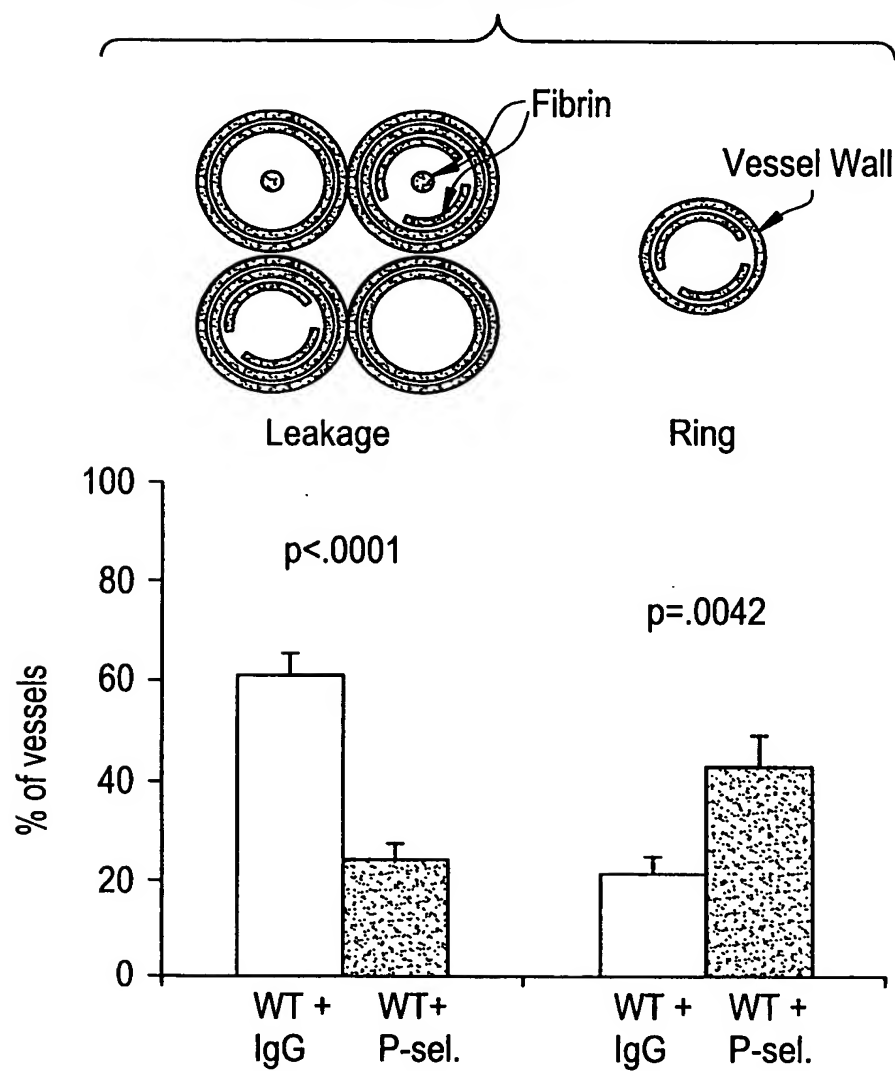 Fibrin
Vessel Wall
Leakage
Ring
100
p<.0001
80
p=.0042
60
% of vessels
40
20
0
WT +
IgG
WT+
P-sel.
WT +
IgG
WT +
P-sel.